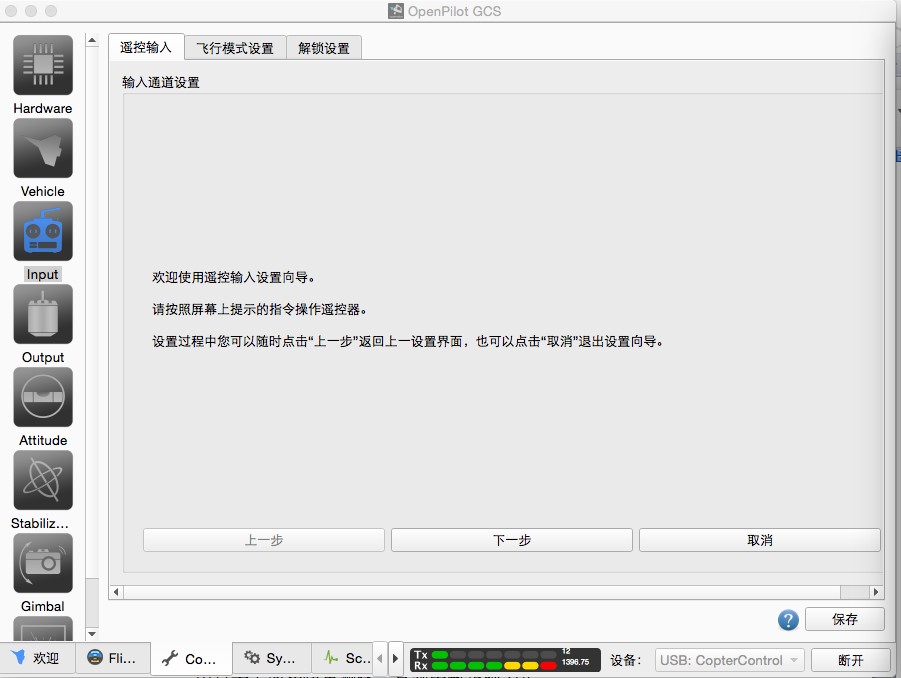 OpenPilot GCS
Hardware
Vehicle
Input
Output
Attitude
Stabiliz...
Gimbal
遥控输入
飞行模式设置
解锁设置
输入通道设置
欢迎使用遥控输入设置向导。
请按照屏幕上提示的指令操作遥控器。
设置过程中您可以随时点击“上一步”返回上一设置界面，也可以点击“取消”退出设置向导。
上一步
下一步
取消
?
保存
欢迎
Fli...
Co...
Sy...
Sc..
Tx
12
Rx
1396.75
设备：
USB: CopterControl
断开